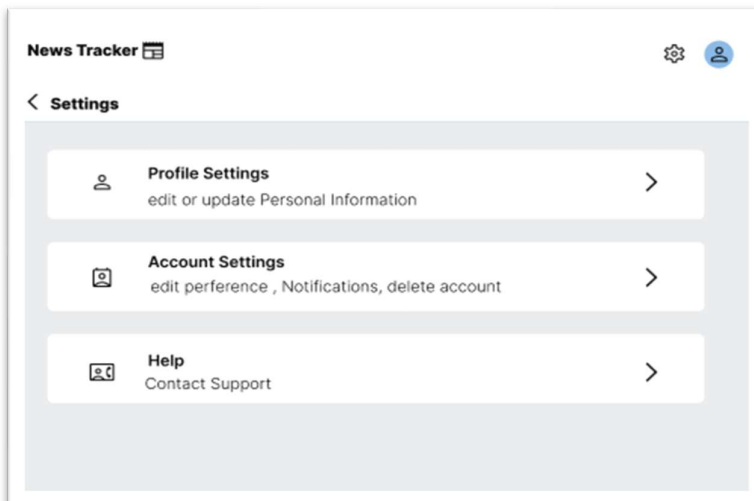 News Tracker
Settings
Profile Settings
edit or update Personal Information
Account Settings
edit perference , Notifications, delete account
Help
Contact Support